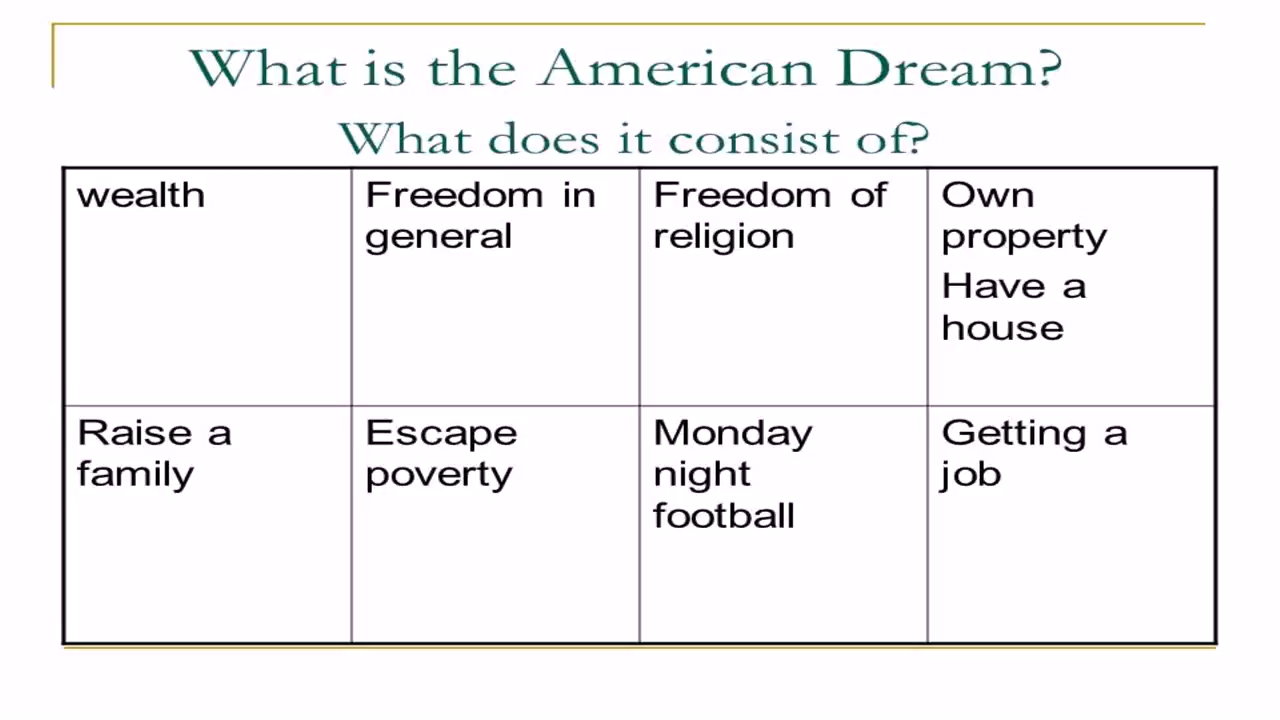 What is the American Dream?
What does it consist of?
wealth
Freedom in
general
Freedom of
religion
Own
property
Have a
house
Raise a
family
Escape
poverty
Monday
night
football
Getting a
job